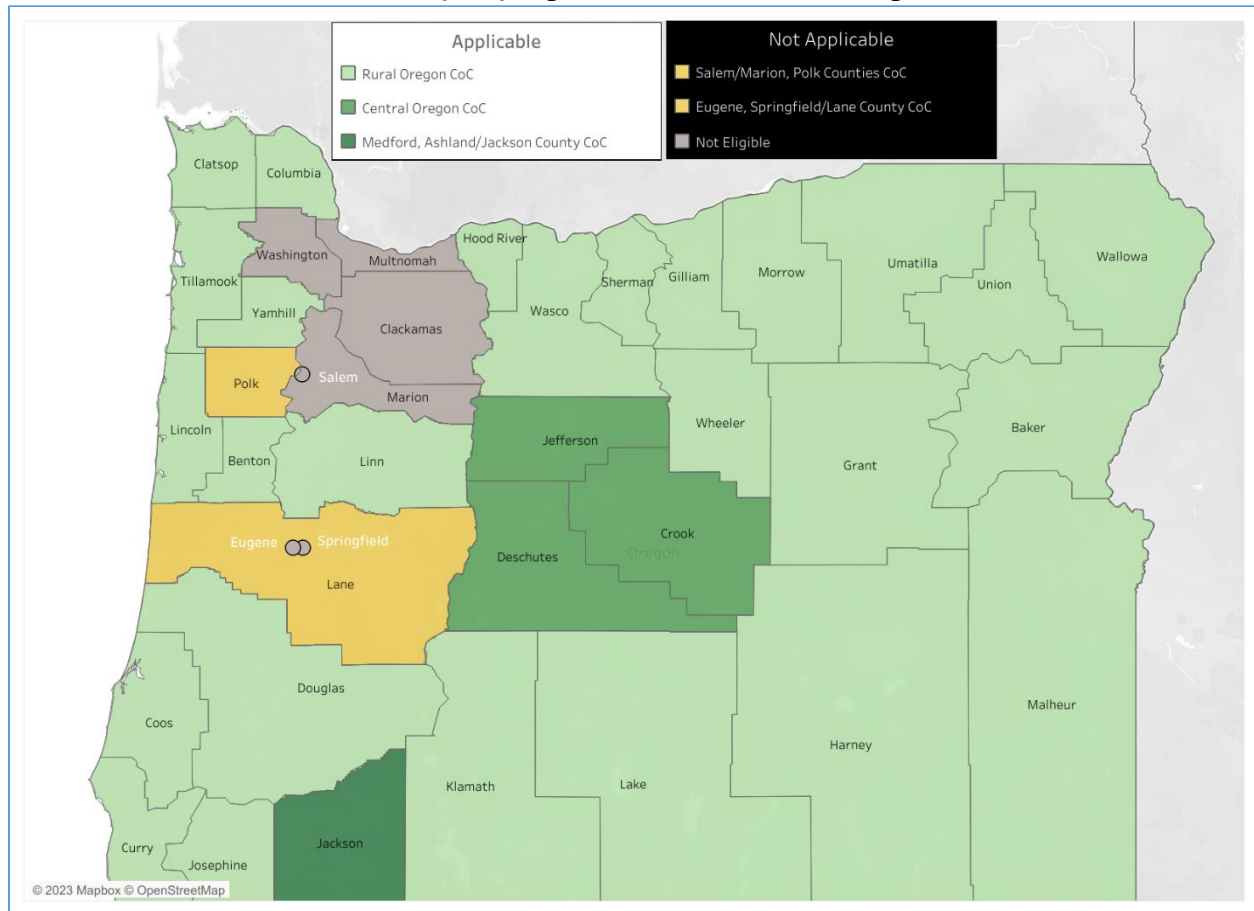 Applicable
Rural Oregon CoC
Central Oregon CoC
Medford, Ashland/Jackson County CoC
Not Applicable
Salem/Marion, Polk Counties CoC
Eugene, Springfield/Lane County CoC
Not Eligible
Clatsop
Columbia
Washington
Multnomah
Hood River
Tillamook
Yamhill
Clackamas
Wasco
Sherman
Gilliam
Morrow
Umatilla
Union
Wallowa
Polk
Salem
Marion
Lincoln
Benton
Linn
Jefferson
Wheeler
Grant
Baker
Eugene
Springfield
Lane
Deschutes
Crook
Oregon
Douglas
Coos
Curry
Josephine
Jackson
Klamath
Lake
Harney
Malheur
© 2023 Mapbox © OpenStreetMap